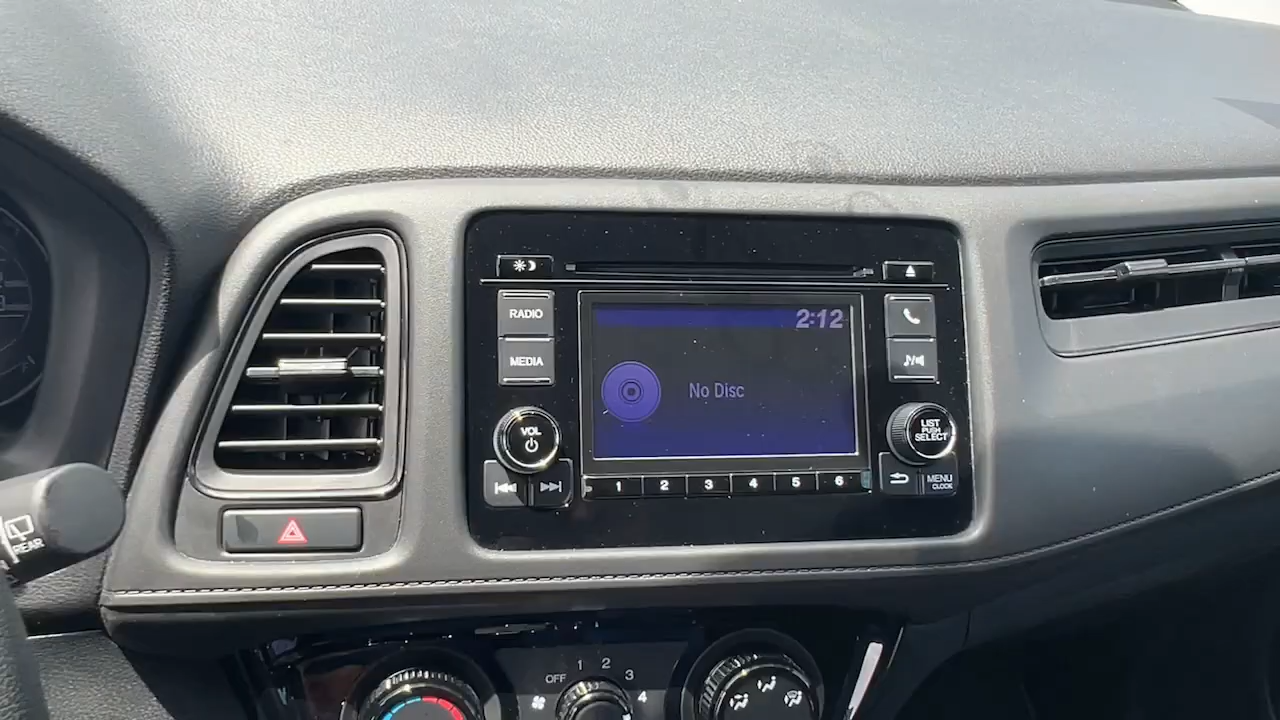 2:12
RADIO
MEDIA
No Disc
VOL
LIST
PUSH
SELECT
1 2 3 4 5 6
MENU
CLOCK
REAR
OFF 1 2 3 4